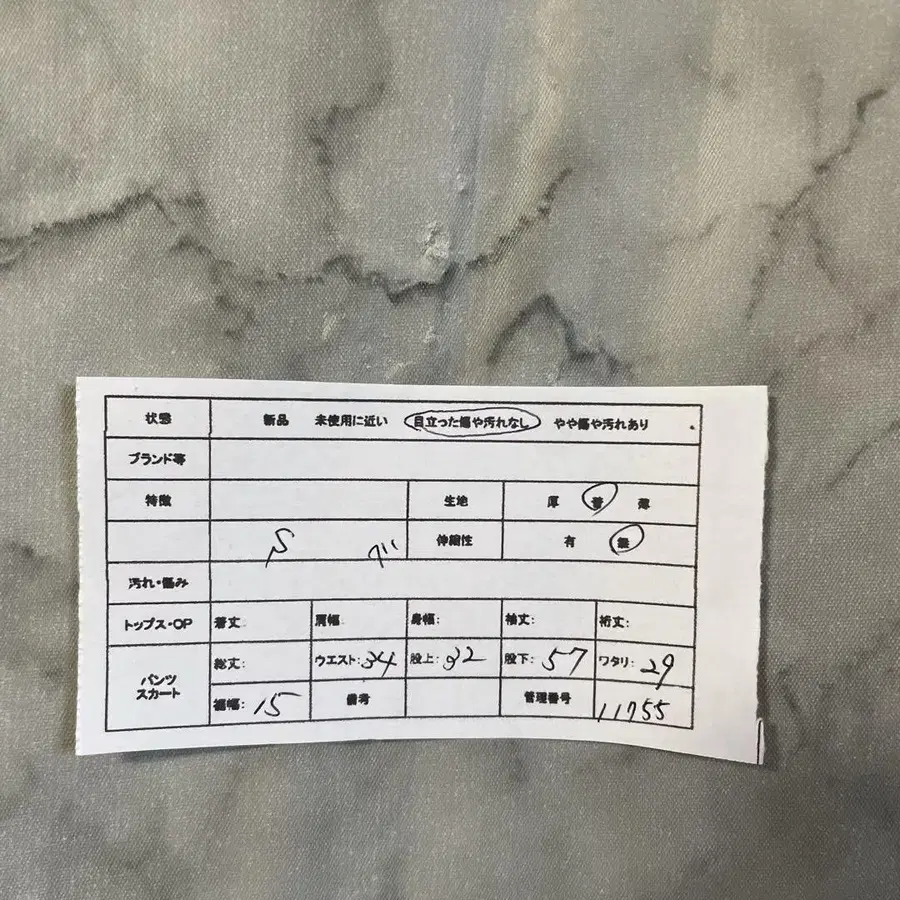 状態 新品 未使用に近い 目立った傷や汚れなし やや傷や汚れあり
ブランド等
特徴 生地 厚 普 薄
S 伸縮性 有 無
汚れ・傷み
トップス・OP 着丈: 肩幅: 身幅: 袖丈: 裄丈:
パンツ スカート 総丈: ウエスト:34 股上:32 股下:57 ワタリ:29
裾幅:15 備考 管理番号 11755